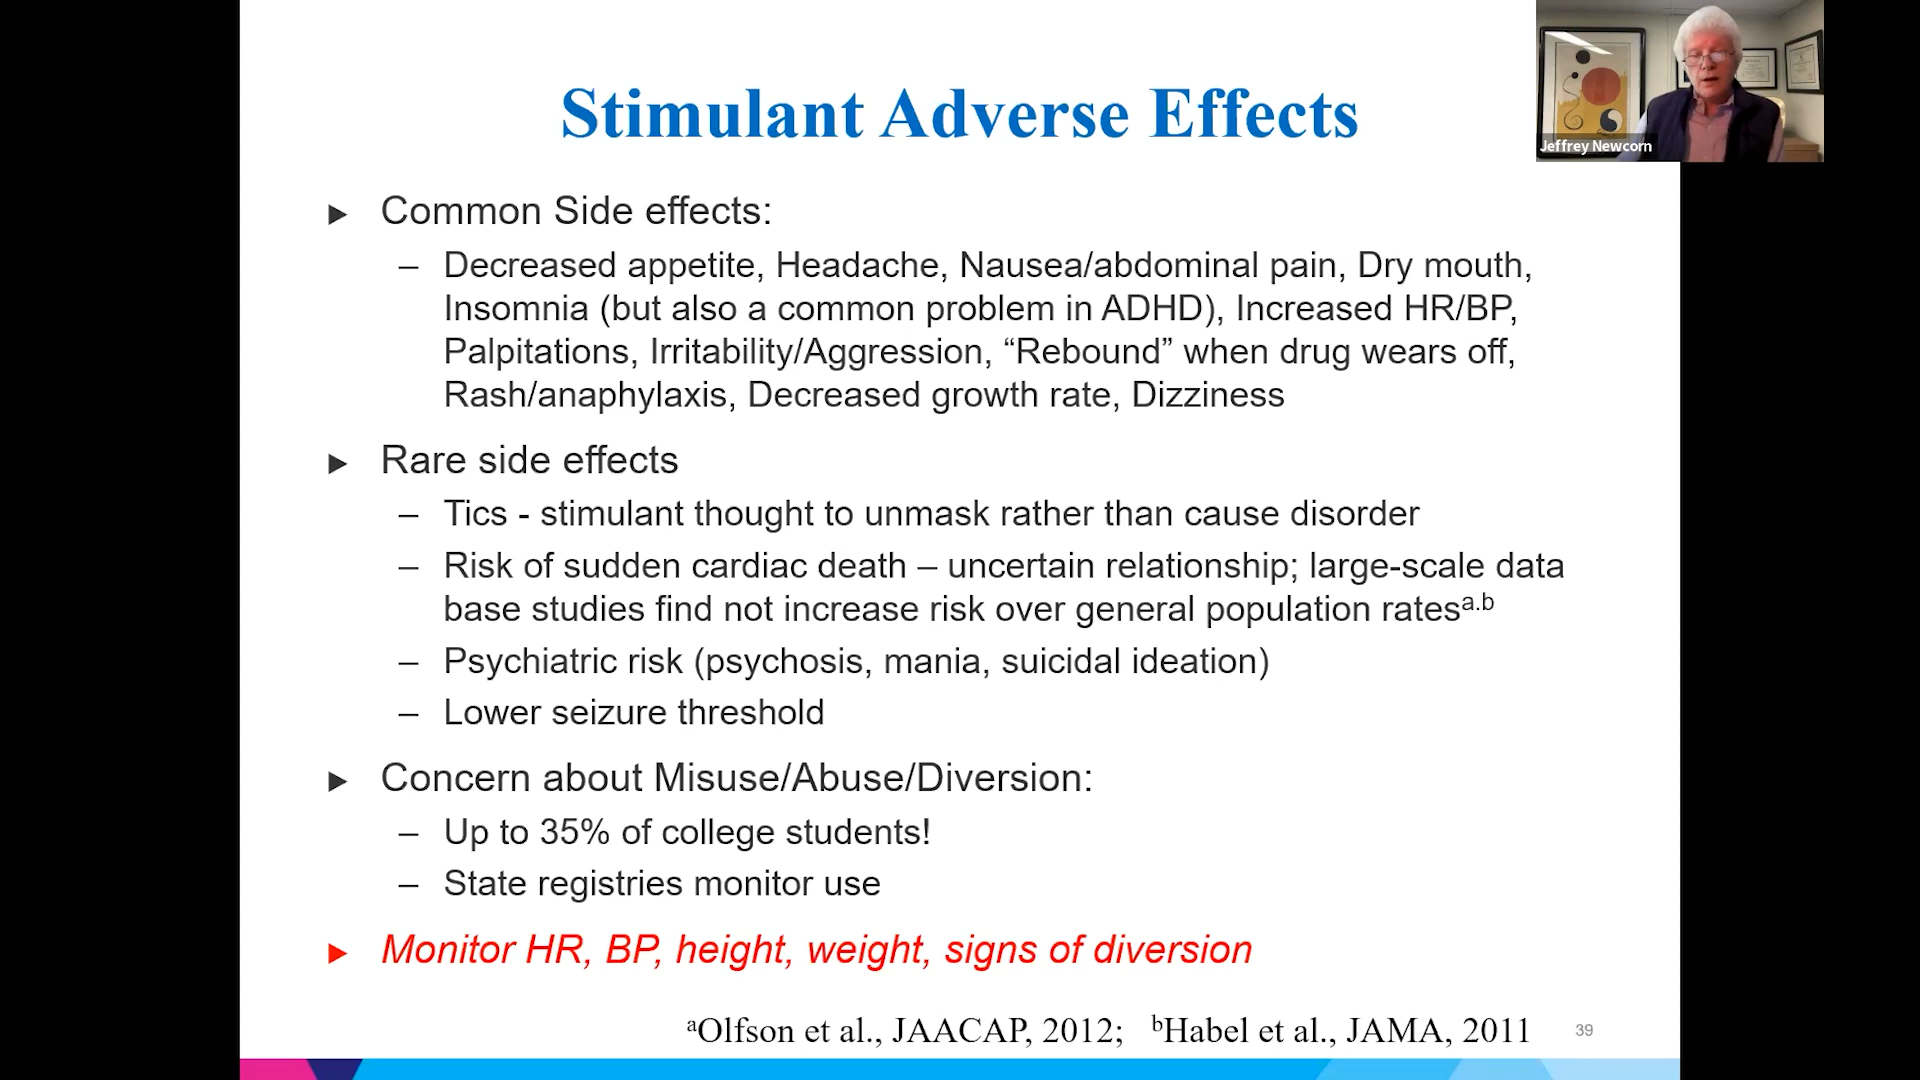 Stimulant Adverse Effects
Jeffrey Newcorn
► Common Side effects:
– Decreased appetite, Headache, Nausea/abdominal pain, Dry mouth,
Insomnia (but also a common problem in ADHD), Increased HR/BP,
Palpitations, Irritability/Aggression, “Rebound” when drug wears off,
Rash/anaphylaxis, Decreased growth rate, Dizziness
► Rare side effects
– Tics - stimulant thought to unmask rather than cause disorder
– Risk of sudden cardiac death – uncertain relationship; large-scale data
base studies find not increase risk over general population ratesa.b
– Psychiatric risk (psychosis, mania, suicidal ideation)
– Lower seizure threshold
► Concern about Misuse/Abuse/Diversion:
– Up to 35% of college students!
– State registries monitor use
► Monitor HR, BP, height, weight, signs of diversion
aOlfson et al., JAACAP, 2012; bHabel et al., JAMA, 2011
39